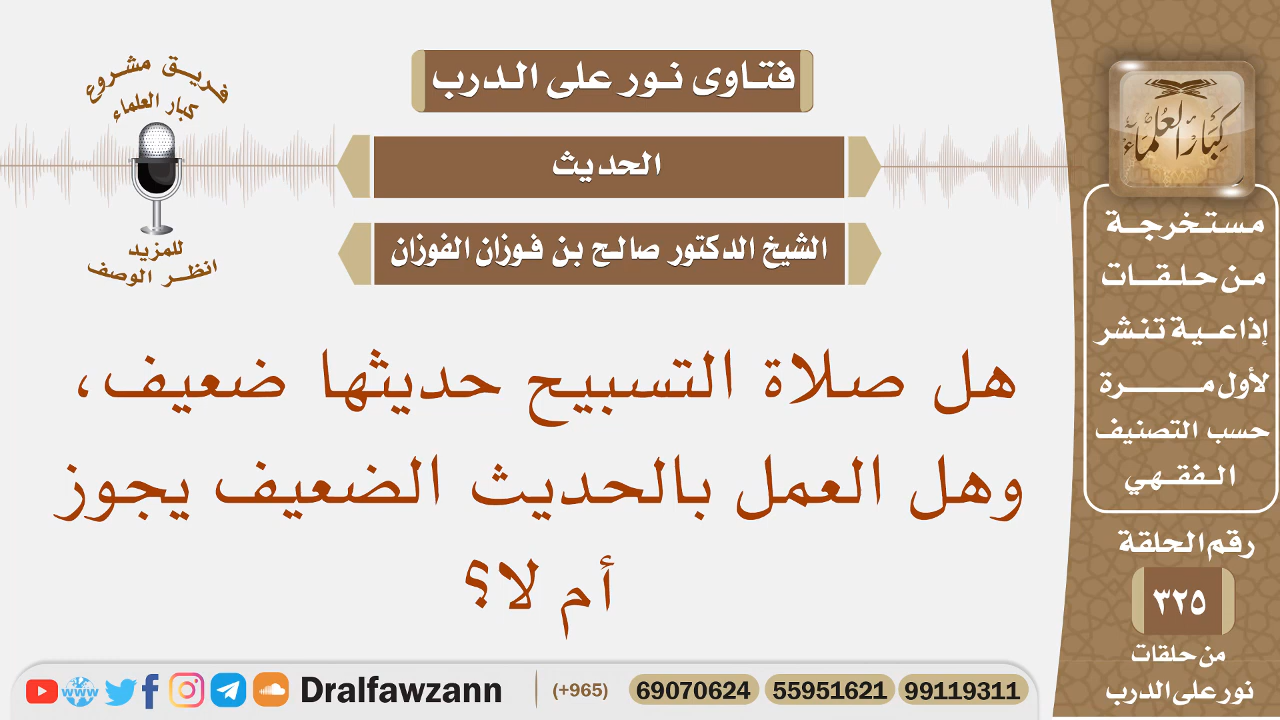 فتاوى نور على الدرب
الحديث
الشيخ الدكتور صالح بن فوزان الفوزان
هل صلاة التسبيح حديثها ضعيف،
وهل العمل بالحديث الضعيف يجوز
أم لا؟
فريق مشروع
كبار العلماء
للمزيد
انظر الوصف
كبار العلماء
مستخرجة
من حلقات
إذاعية تنشر
لأول مرة
حسب التصنيف
الفقهي
رقم الحلقة
٣٢٥
من حلقات
نور على الدرب
www Dralfawzann (+965) 69070624 55951621 99119311